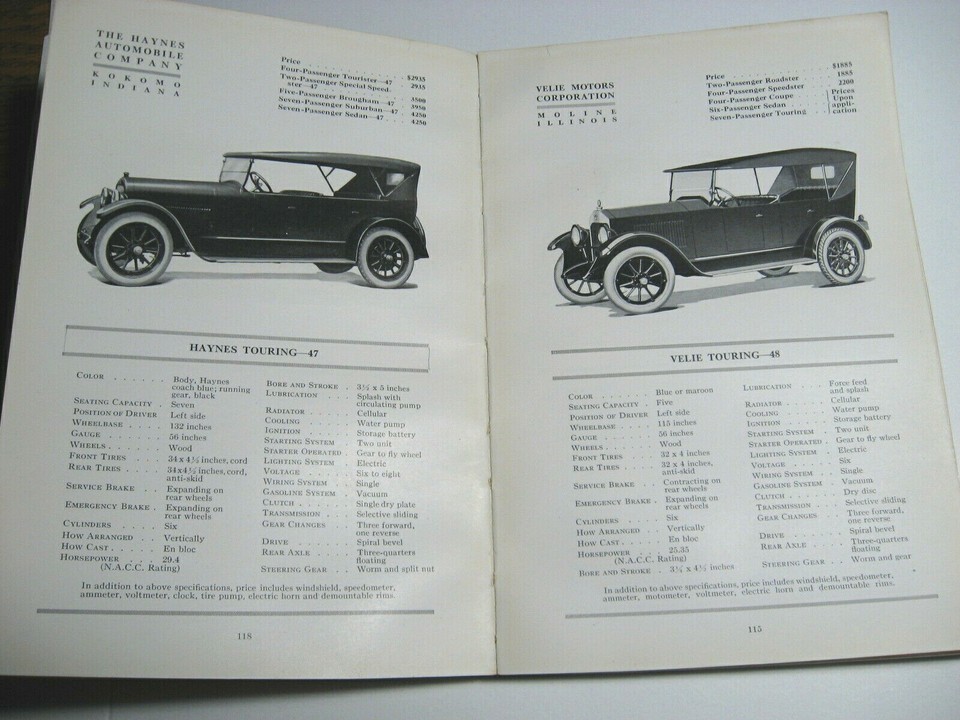 THE HAYNES
AUTOMOBILE
COMPANY
KOKOMO
INDIANA
Price . . . . . . . . . $2935
Four-Passenger Tourister—47 . . 2935
Two-Passenger Special Speed-
ster—47 . . . . . . . 3500
Five-Passenger Brougham—47 . . 3950
Seven-Passenger Suburban—47 . . 4250
Seven-Passenger Sedan—47 . . . 4250
HAYNES TOURING—47
COLOR . . . . . . Body, Haynes
coach blue; running
gear, black
SEATING CAPACITY . Seven
POSITION OF DRIVER . Left side
WHEELBASE . . . . 132 inches
GAUGE . . . . . . 56 inches
WHEELS . . . . . . Wood
FRONT TIRES . . . 34 x 4½ inches, cord
REAR TIRES . . . . 34 x 4½ inches, cord,
anti-skid
SERVICE BRAKE . . Expanding on
rear wheels
EMERGENCY BRAKE . Expanding on
rear wheels
CYLINDERS . . . . Six
HOW ARRANGED . . Vertically
HOW CAST . . . . . En bloc
HORSEPOWER . . . 29.4
(N.A.C.C. Rating)
BORE AND STROKE . 3½ x 5 inches
LUBRICATION . . . Splash with
circulating pump
RADIATOR . . . . . Cellular
COOLING . . . . . Water pump
IGNITION . . . . . Storage battery
STARTING SYSTEM . Two unit
STARTER OPERATED . Gear to fly wheel
LIGHTING SYSTEM . Electric
VOLTAGE . . . . . Six to eight
WIRING SYSTEM . . Single
GASOLINE SYSTEM . Vacuum
CLUTCH . . . . . . Single dry plate
TRANSMISSION . . . Selective sliding
GEAR CHANGES . . . Three forward,
one reverse
DRIVE . . . . . . Spiral bevel
REAR AXLE . . . . Three-quarters
floating
STEERING GEAR . . Worm and split nut
In addition to above specifications, price includes windshield, speedometer,
ammeter, voltmeter, clock, tire pump, electric horn and demountable rims.
118
VELIE MOTORS
CORPORATION
MOLINE
ILLINOIS
Price . . . . . . . . . $1885
Two-Passenger Roadster . . . 1885
Four-Passenger Speedster . . 2200
Four-Passenger Coupe . . Prices
Six-Passenger Sedan . . . Upon
Seven-Passenger Touring . . appli-
cation
VELIE TOURING—48
COLOR . . . . . . Blue or maroon
SEATING CAPACITY . Five
POSITION OF DRIVER . Left side
WHEELBASE . . . . 115 inches
GAUGE . . . . . . 56 inches
WHEELS . . . . . . Wood
FRONT TIRES . . . 32 x 4 inches
REAR TIRES . . . . 32 x 4 inches,
anti-skid
SERVICE BRAKE . . Contracting on
rear wheels
EMERGENCY BRAKE . Expanding on
rear wheels
CYLINDERS . . . . Six
HOW ARRANGED . . Vertically
HOW CAST . . . . . En bloc
HORSEPOWER . . . 25.35
(N.A.C.C. Rating)
BORE AND STROKE . 3¼ x 4½ inches
LUBRICATION . . . Force feed
and splash
RADIATOR . . . . . Cellular
COOLING . . . . . Water pump
IGNITION . . . . . Storage battery
STARTING SYSTEM . Two unit
STARTER OPERATED . Gear to fly wheel
LIGHTING SYSTEM . Electric
VOLTAGE . . . . . Six
WIRING SYSTEM . . Single
GASOLINE SYSTEM . Vacuum
CLUTCH . . . . . . Dry disc
TRANSMISSION . . . Selective sliding
GEAR CHANGES . . . Three forward,
one reverse
DRIVE . . . . . . Spiral bevel
REAR AXLE . . . . Three-quarters
floating
STEERING GEAR . . Worm and gear
In addition to above specifications, price includes windshield, speedometer,
ammeter, motometer, voltmeter, electric horn and demountable rims.
115